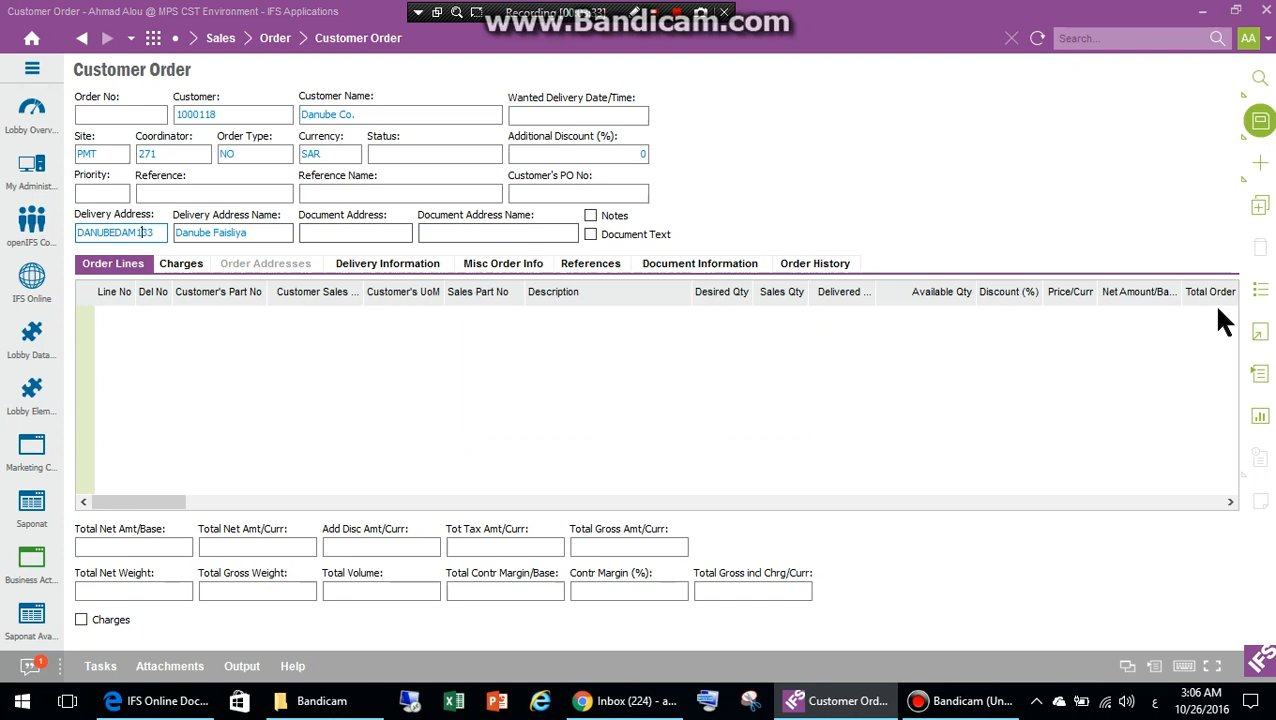 Customer Order - Ahmad Alou @ MPS CST Environment - IFS Applications
www.Bandicam.com
Sales
Order
Customer Order
Search...
AA
Customer Order
Order No:
Customer:
Customer Name:
Wanted Delivery Date/Time:
1000118
Danube Co.
Site:
Coordinator:
Order Type:
Currency:
Status:
Additional Discount (%):
PMT
271
NO
SAR
0
Priority:
Reference:
Reference Name:
Customer's PO No:
Delivery Address:
Delivery Address Name:
Document Address:
Document Address Name:
Notes
DANUBEDAM133
Danube Faisliya
Document Text
Order Lines
Charges
Order Addresses
Delivery Information
Misc Order Info
References
Document Information
Order History
Line No
Del No
Customer's Part No
Customer Sales ...
Customer's UoM
Sales Part No
Description
Desired Qty
Sales Qty
Delivered ...
Available Qty
Discount (%)
Price/Curr
Net Amount/Ba...
Total Order
Total Net Amt/Base:
Total Net Amt/Curr:
Add Disc Amt/Curr:
Tot Tax Amt/Curr:
Total Gross Amt/Curr:
Total Net Weight:
Total Gross Weight:
Total Volume:
Total Contr Margin/Base:
Contr Margin (%):
Total Gross incl Chrg/Curr:
Charges
Lobby Overv...
My Administ...
openIFS Co...
IFS Online
Lobby Data...
Lobby Elem...
Marketing C...
Saponat
Business Act...
Saponat Ava...
1
Tasks
Attachments
Output
Help
IFS
IFS Online Doc...
Bandicam
Inbox (224) - a...
Customer Ord...
Bandicam (Un...
ع
3:06 AM
10/26/2016